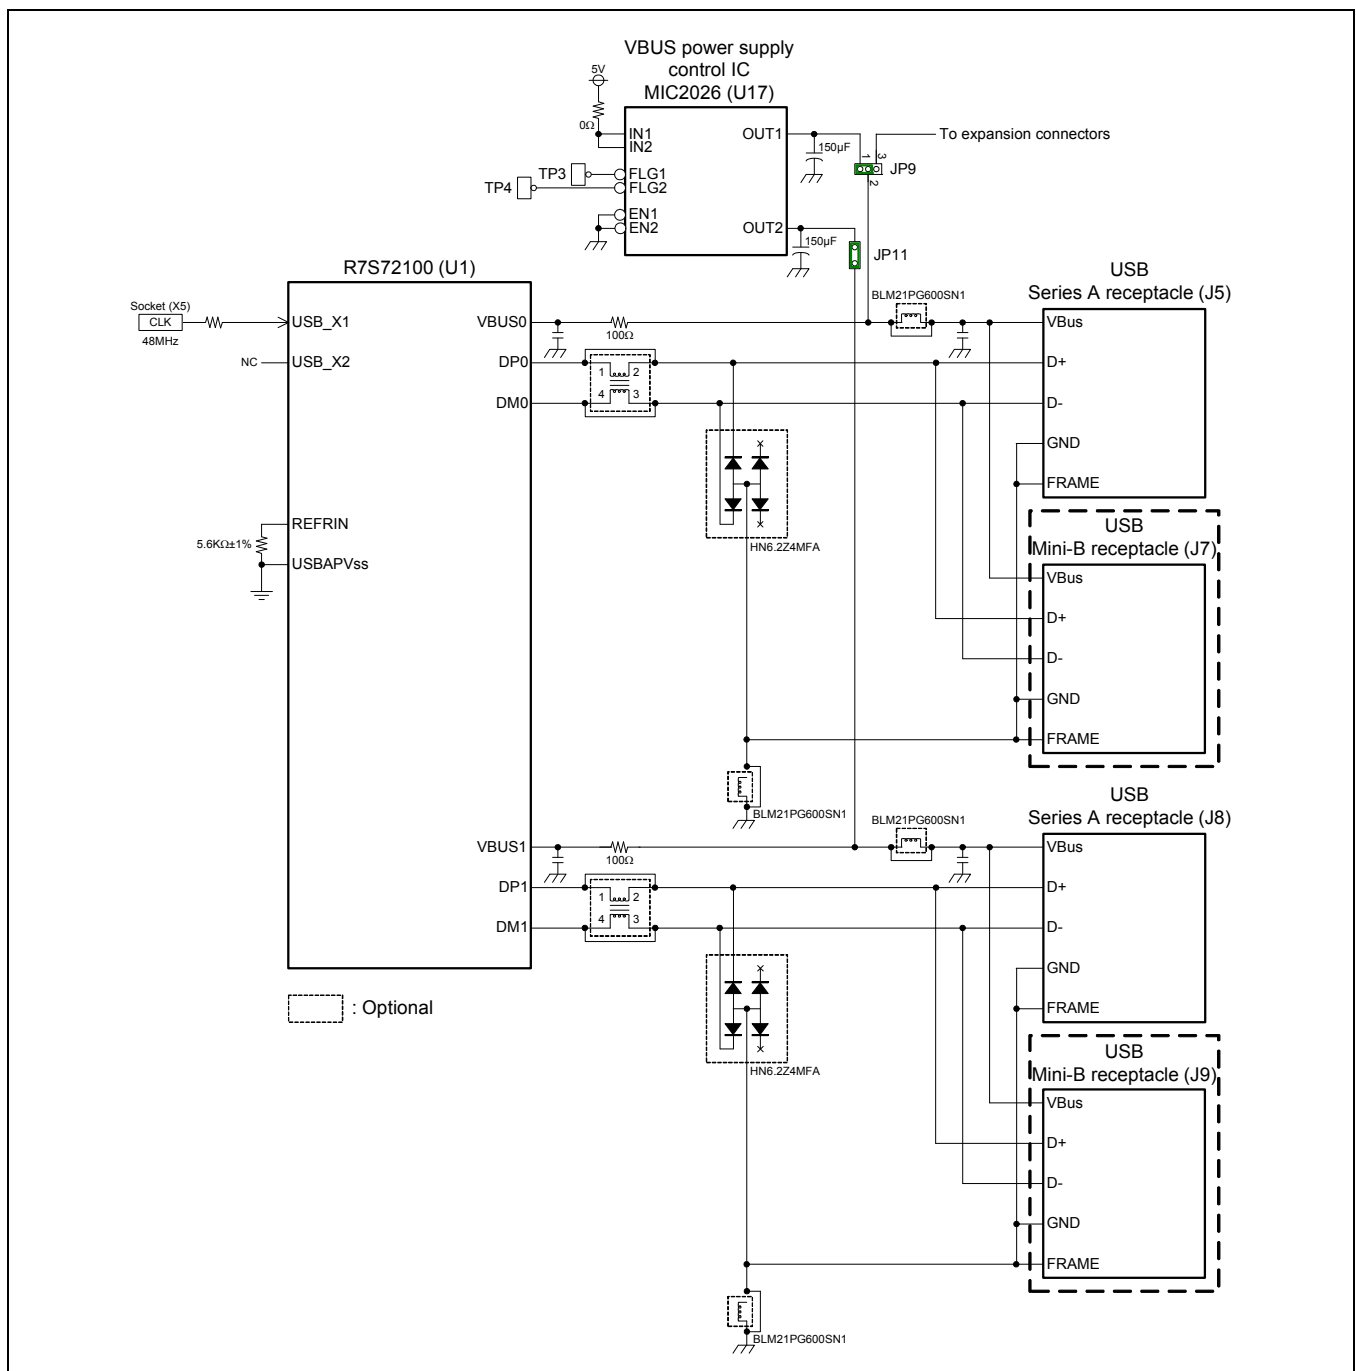 VBUS power supply
control IC
MIC2026 (U17)
5V
0Ω
IN1
IN2
OUT1
150µF
1
3
2
JP9
To expansion connectors
TP3
TP4
FLG1
FLG2
EN1
EN2
OUT2
150µF
JP11
R7S72100 (U1)
Socket (X5)
CLK
48MHz
USB_X1
NC
USB_X2
REFRIN
5.6KΩ±1%
USBAPVss
VBUS0
100Ω
DP0
DM0
1
2
4
3
BLM21PG600SN1
HN6.2Z4MFA
BLM21PG600SN1
USB
Series A receptacle (J5)
VBus
D+
D-
GND
FRAME
USB
Mini-B receptacle (J7)
VBus
D+
D-
GND
FRAME
VBUS1
100Ω
DP1
DM1
1
2
4
3
BLM21PG600SN1
HN6.2Z4MFA
BLM21PG600SN1
USB
Series A receptacle (J8)
VBus
D+
D-
GND
FRAME
USB
Mini-B receptacle (J9)
VBus
D+
D-
GND
FRAME
: Optional